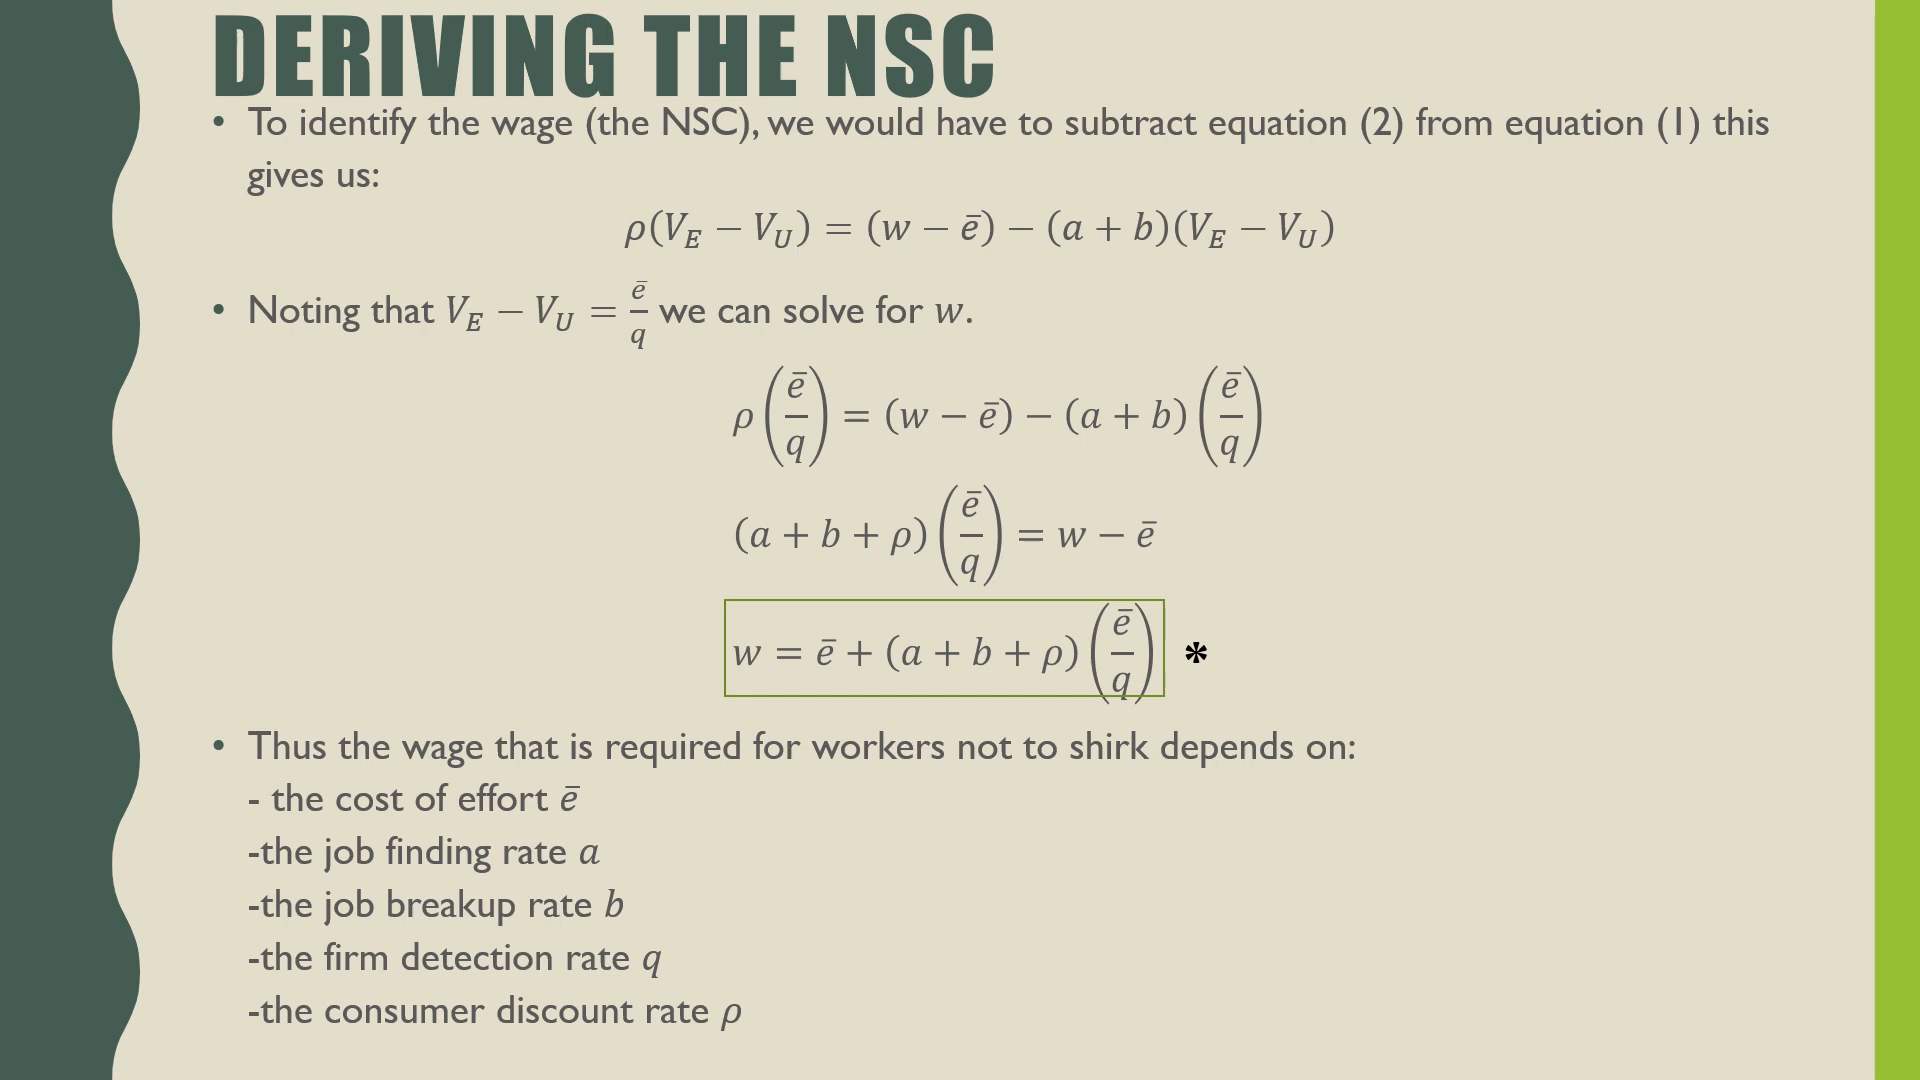 DERIVING THE NSC
• To identify the wage (the NSC), we would have to subtract equation (2) from equation (1) this
gives us:
ρ(V_E − V_U) = (w − ē) − (a + b)(V_E − V_U)
• Noting that V_E − V_U = ē/q we can solve for w.
ρ(ē/q) = (w − ē) − (a + b)(ē/q)
(a + b + ρ)(ē/q) = w − ē
w = ē + (a + b + ρ)(ē/q) *
• Thus the wage that is required for workers not to shirk depends on:
- the cost of effort ē
-the job finding rate a
-the job breakup rate b
-the firm detection rate q
-the consumer discount rate ρ